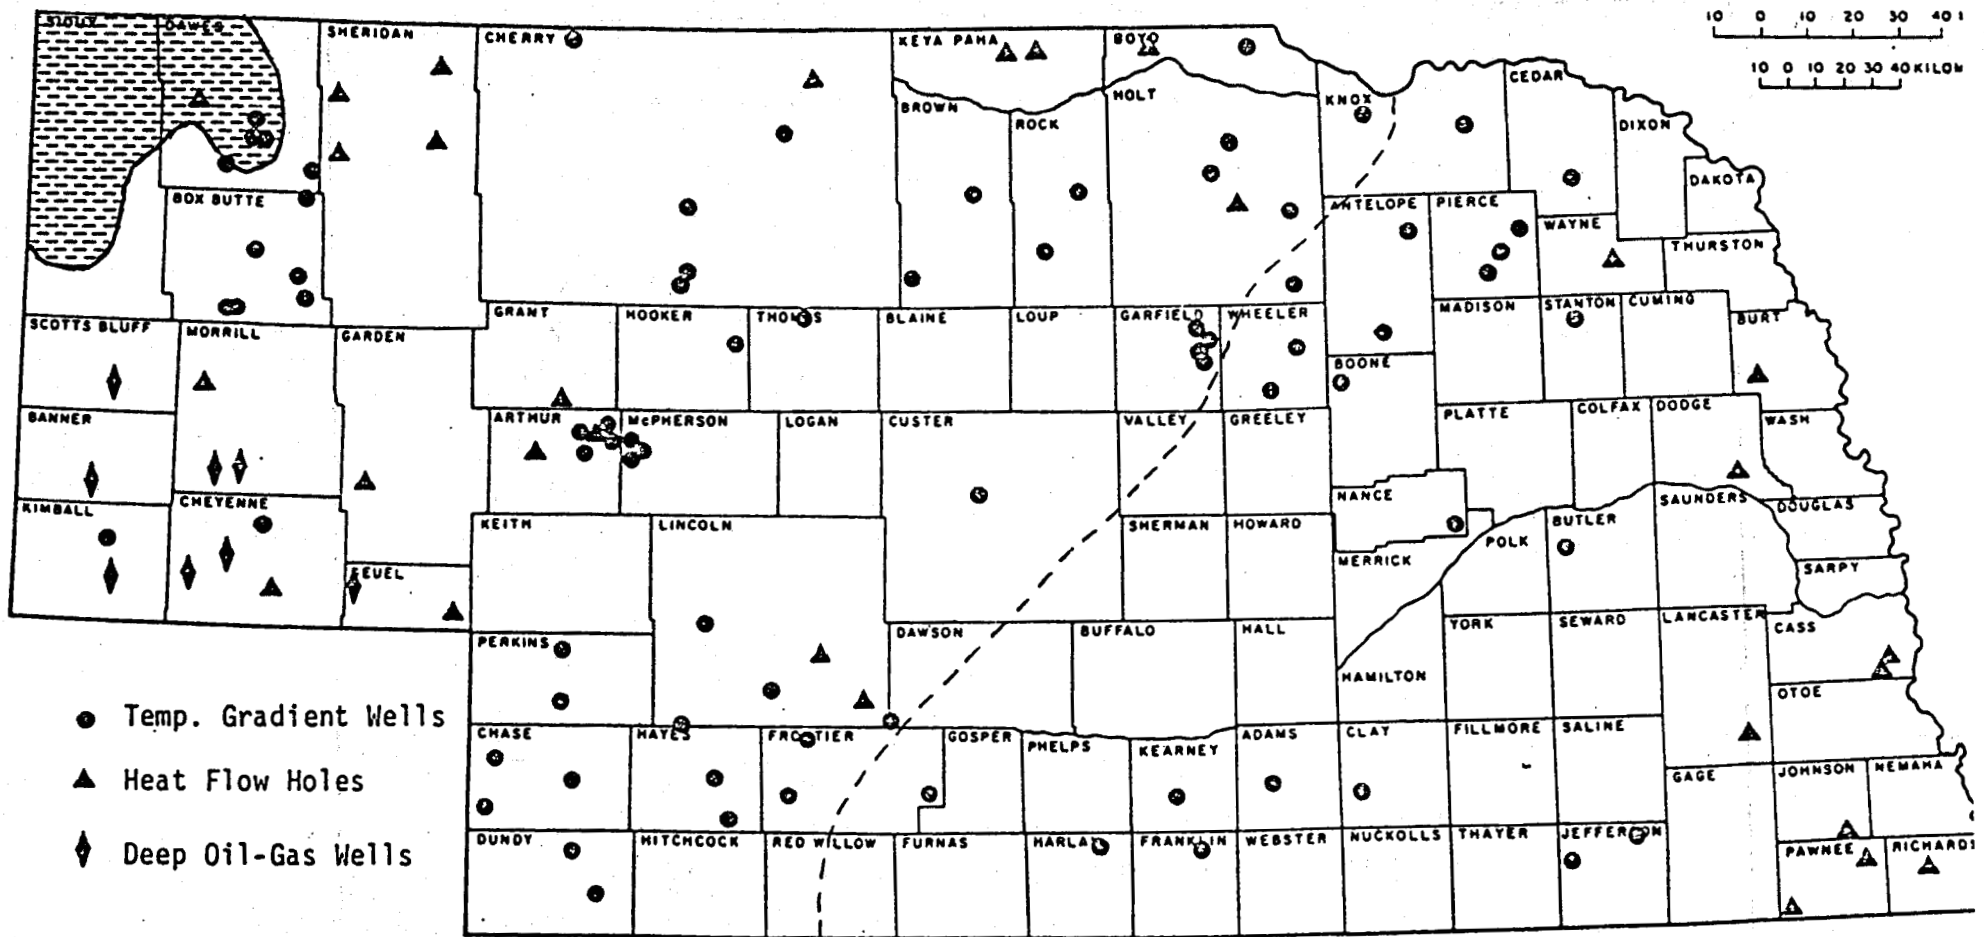 SIOUX
DAWES
SHERIDAN
CHERRY
KEYA PAHA
BOYD
10 0 10 20 30 40
10 0 10 20 30 40 KILOM
CEDAR
KNOX
HOLT
BROWN
ROCK
DIXON
DAKOTA
BOX BUTTE
ANTELOPE
PIERCE
WAYNE
THURSTON
SCOTTS BLUFF
MORRILL
GARDEN
GRANT
HOOKER
THOMAS
BLAINE
LOUP
GARFIELD
WHEELER
MADISON
STANTON
CUMING
BURT
BOONE
BANNER
ARTHUR
McPHERSON
LOGAN
CUSTER
VALLEY
GREELEY
PLATTE
COLFAX
DODGE
WASH
KIMBALL
CHEYENNE
KEITH
LINCOLN
SHERMAN
HOWARD
NANCE
MERRICK
POLK
BUTLER
SAUNDERS
DOUGLAS
SARPY
DEUEL
PERKINS
DAWSON
BUFFALO
HALL
HAMILTON
YORK
SEWARD
LANCASTER
CASS
OTOE
Temp. Gradient Wells
Heat Flow Holes
Deep Oil-Gas Wells
CHASE
HAYES
FRONTIER
GOSPER
PHELPS
KEARNEY
ADAMS
CLAY
FILLMORE
SALINE
GAGE
JOHNSON
NEMAHA
DUNDY
HITCHCOCK
RED WILLOW
FURNAS
HARLAN
FRANKLIN
WEBSTER
NUCKOLLS
THAYER
JEFFERSON
PAWNEE
RICHARDS